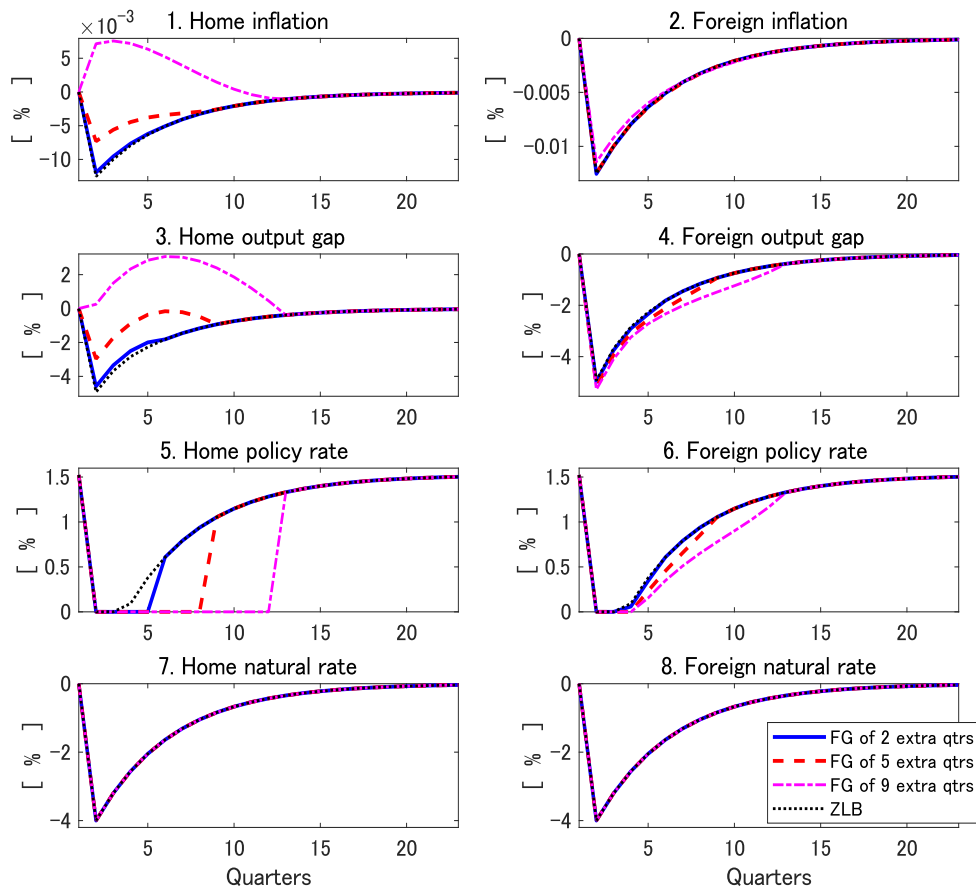 1. Home inflation
2. Foreign inflation
×10⁻³
5
0
-5
-10
[ % ]
5
10
15
20
0
-0.005
-0.01
[ % ]
5
10
15
20
3. Home output gap
4. Foreign output gap
2
0
-2
-4
[ % ]
5
10
15
20
0
-2
-4
[ % ]
5
10
15
20
5. Home policy rate
6. Foreign policy rate
1.5
1
0.5
0
[ % ]
5
10
15
20
1.5
1
0.5
0
[ % ]
5
10
15
20
7. Home natural rate
8. Foreign natural rate
0
-2
-4
[ % ]
5
10
15
20
Quarters
0
-2
-4
[ % ]
5
10
15
20
Quarters
FG of 2 extra qtrs
FG of 5 extra qtrs
FG of 9 extra qtrs
ZLB